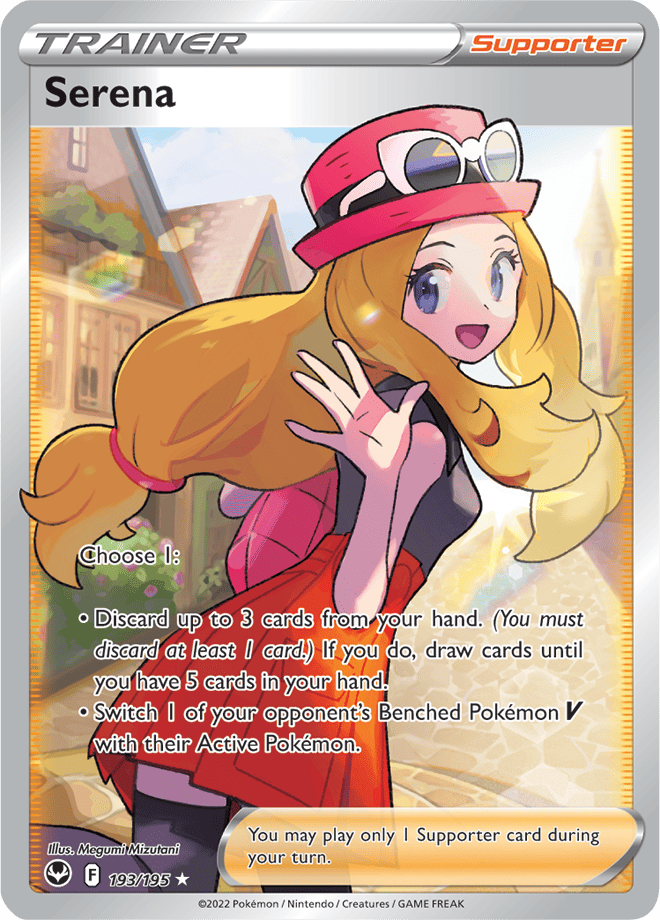 TRAINER Supporter
Serena
Choose 1:
• Discard up to 3 cards from your hand. (You must
discard at least 1 card.) If you do, draw cards until
you have 5 cards in your hand.
• Switch 1 of your opponent's Benched Pokémon V
with their Active Pokémon.
You may play only 1 Supporter card during
your turn.
Illus. Megumi Mizutani
F 193/195 ★
©2022 Pokémon / Nintendo / Creatures / GAME FREAK